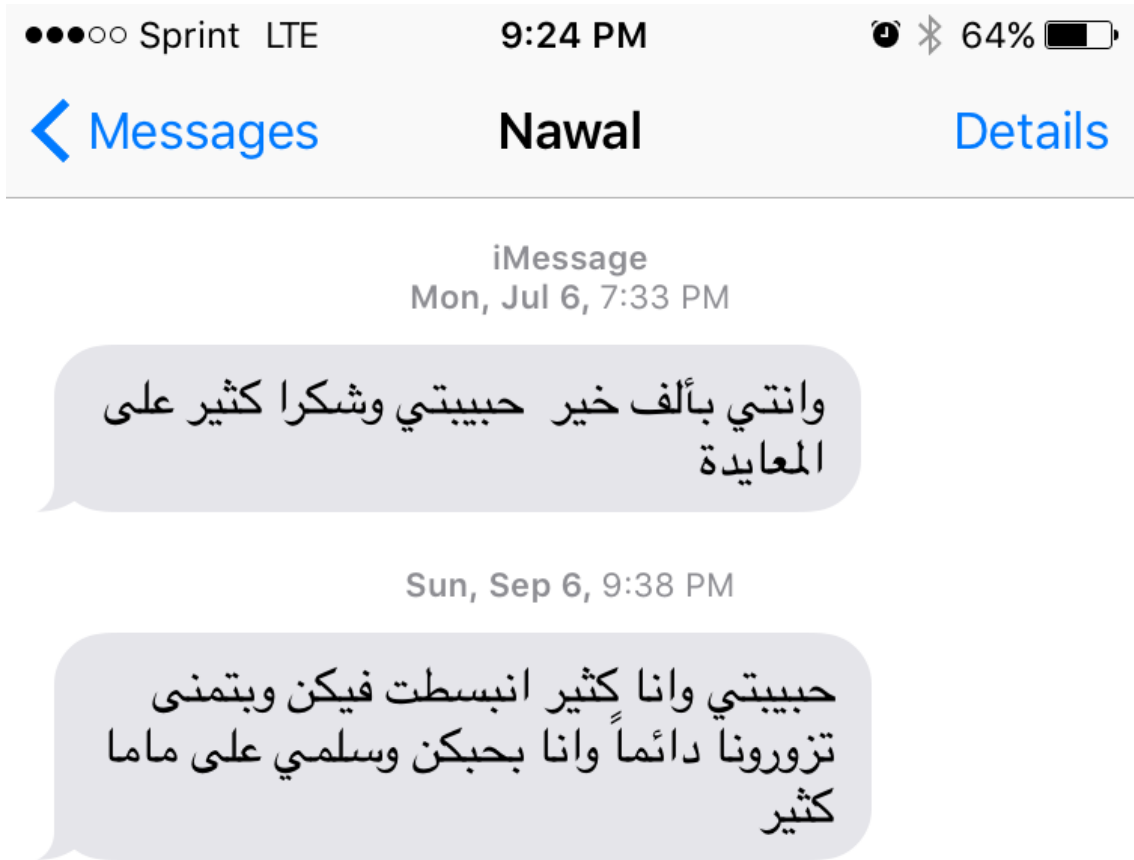 Sprint LTE 9:24 PM 64%
Messages Nawal Details
iMessage
Mon, Jul 6, 7:33 PM
وانتي بألف خير حبيبتي وشكرا كثير على
المعايدة
Sun, Sep 6, 9:38 PM
حبيبتي وانا كثير انبسطت فيكن وبتمنى
تزورونا دائماً وانا بحبكن وسلمي على ماما
كثير